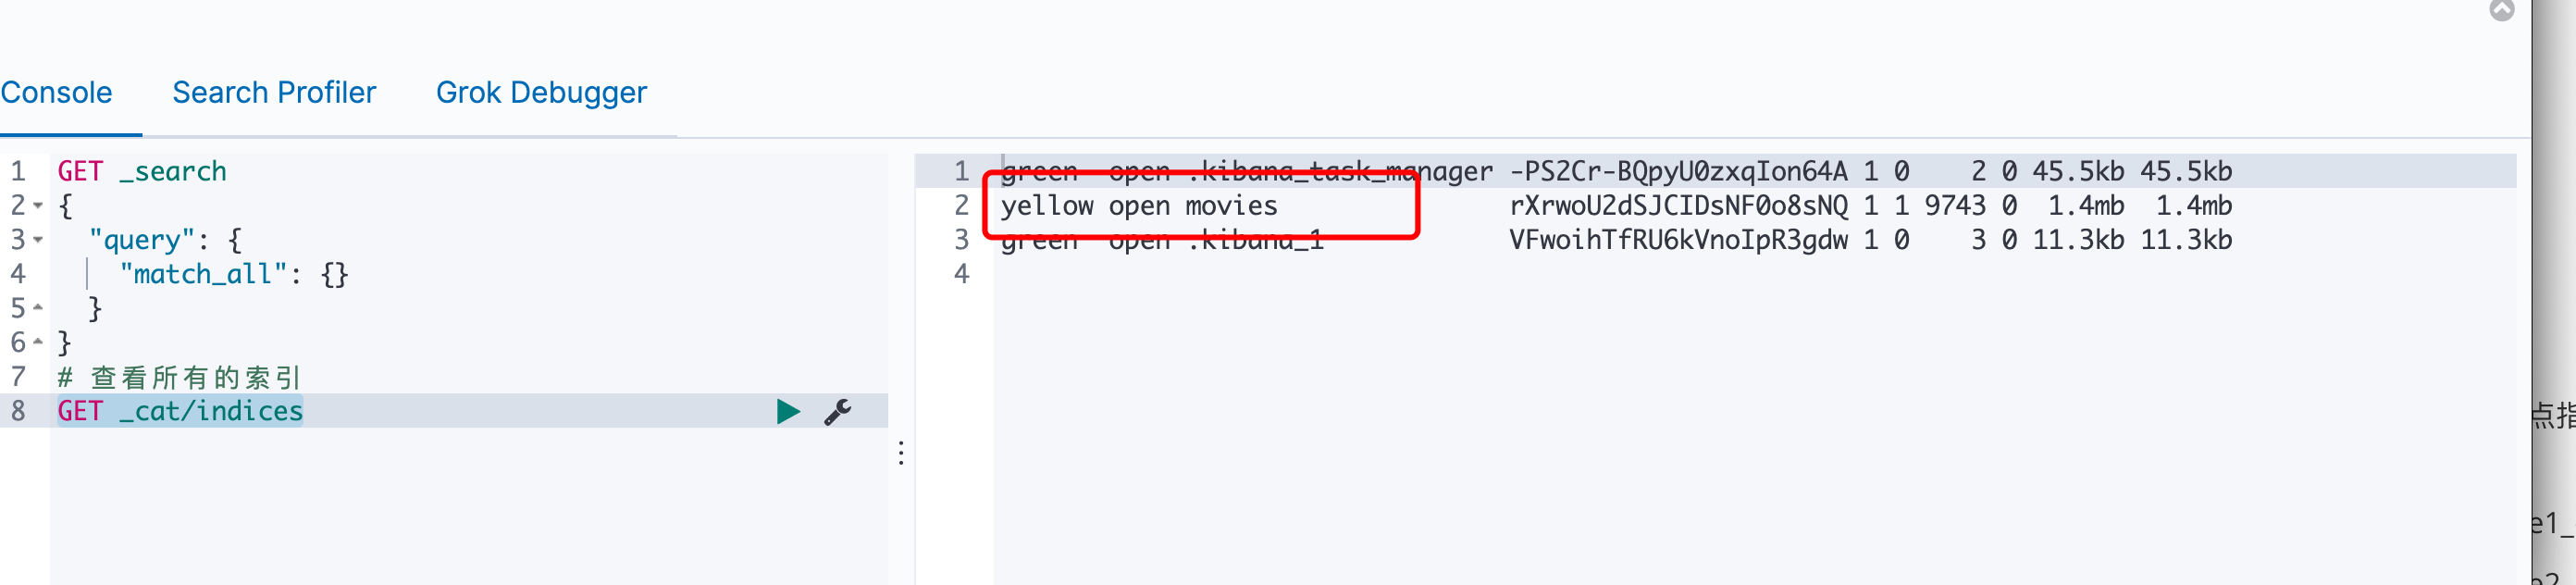 Console Search Profiler Grok Debugger
1 GET _search
2 {
3 "query": {
4 "match_all": {}
5 }
6 }
7 # 查看所有的索引
8 GET _cat/indices
1 green open .kibana_task_manager -PS2Cr-BQpyU0zxqIon64A 1 0 2 0 45.5kb 45.5kb
2 yellow open movies rXrwoU2dSJCIDsNF0o8sNQ 1 1 9743 0 1.4mb 1.4mb
3 green open .kibana_1 VFwoihTfRU6kVnoIpR3gdw 1 0 3 0 11.3kb 11.3kb
4
点指
e1_